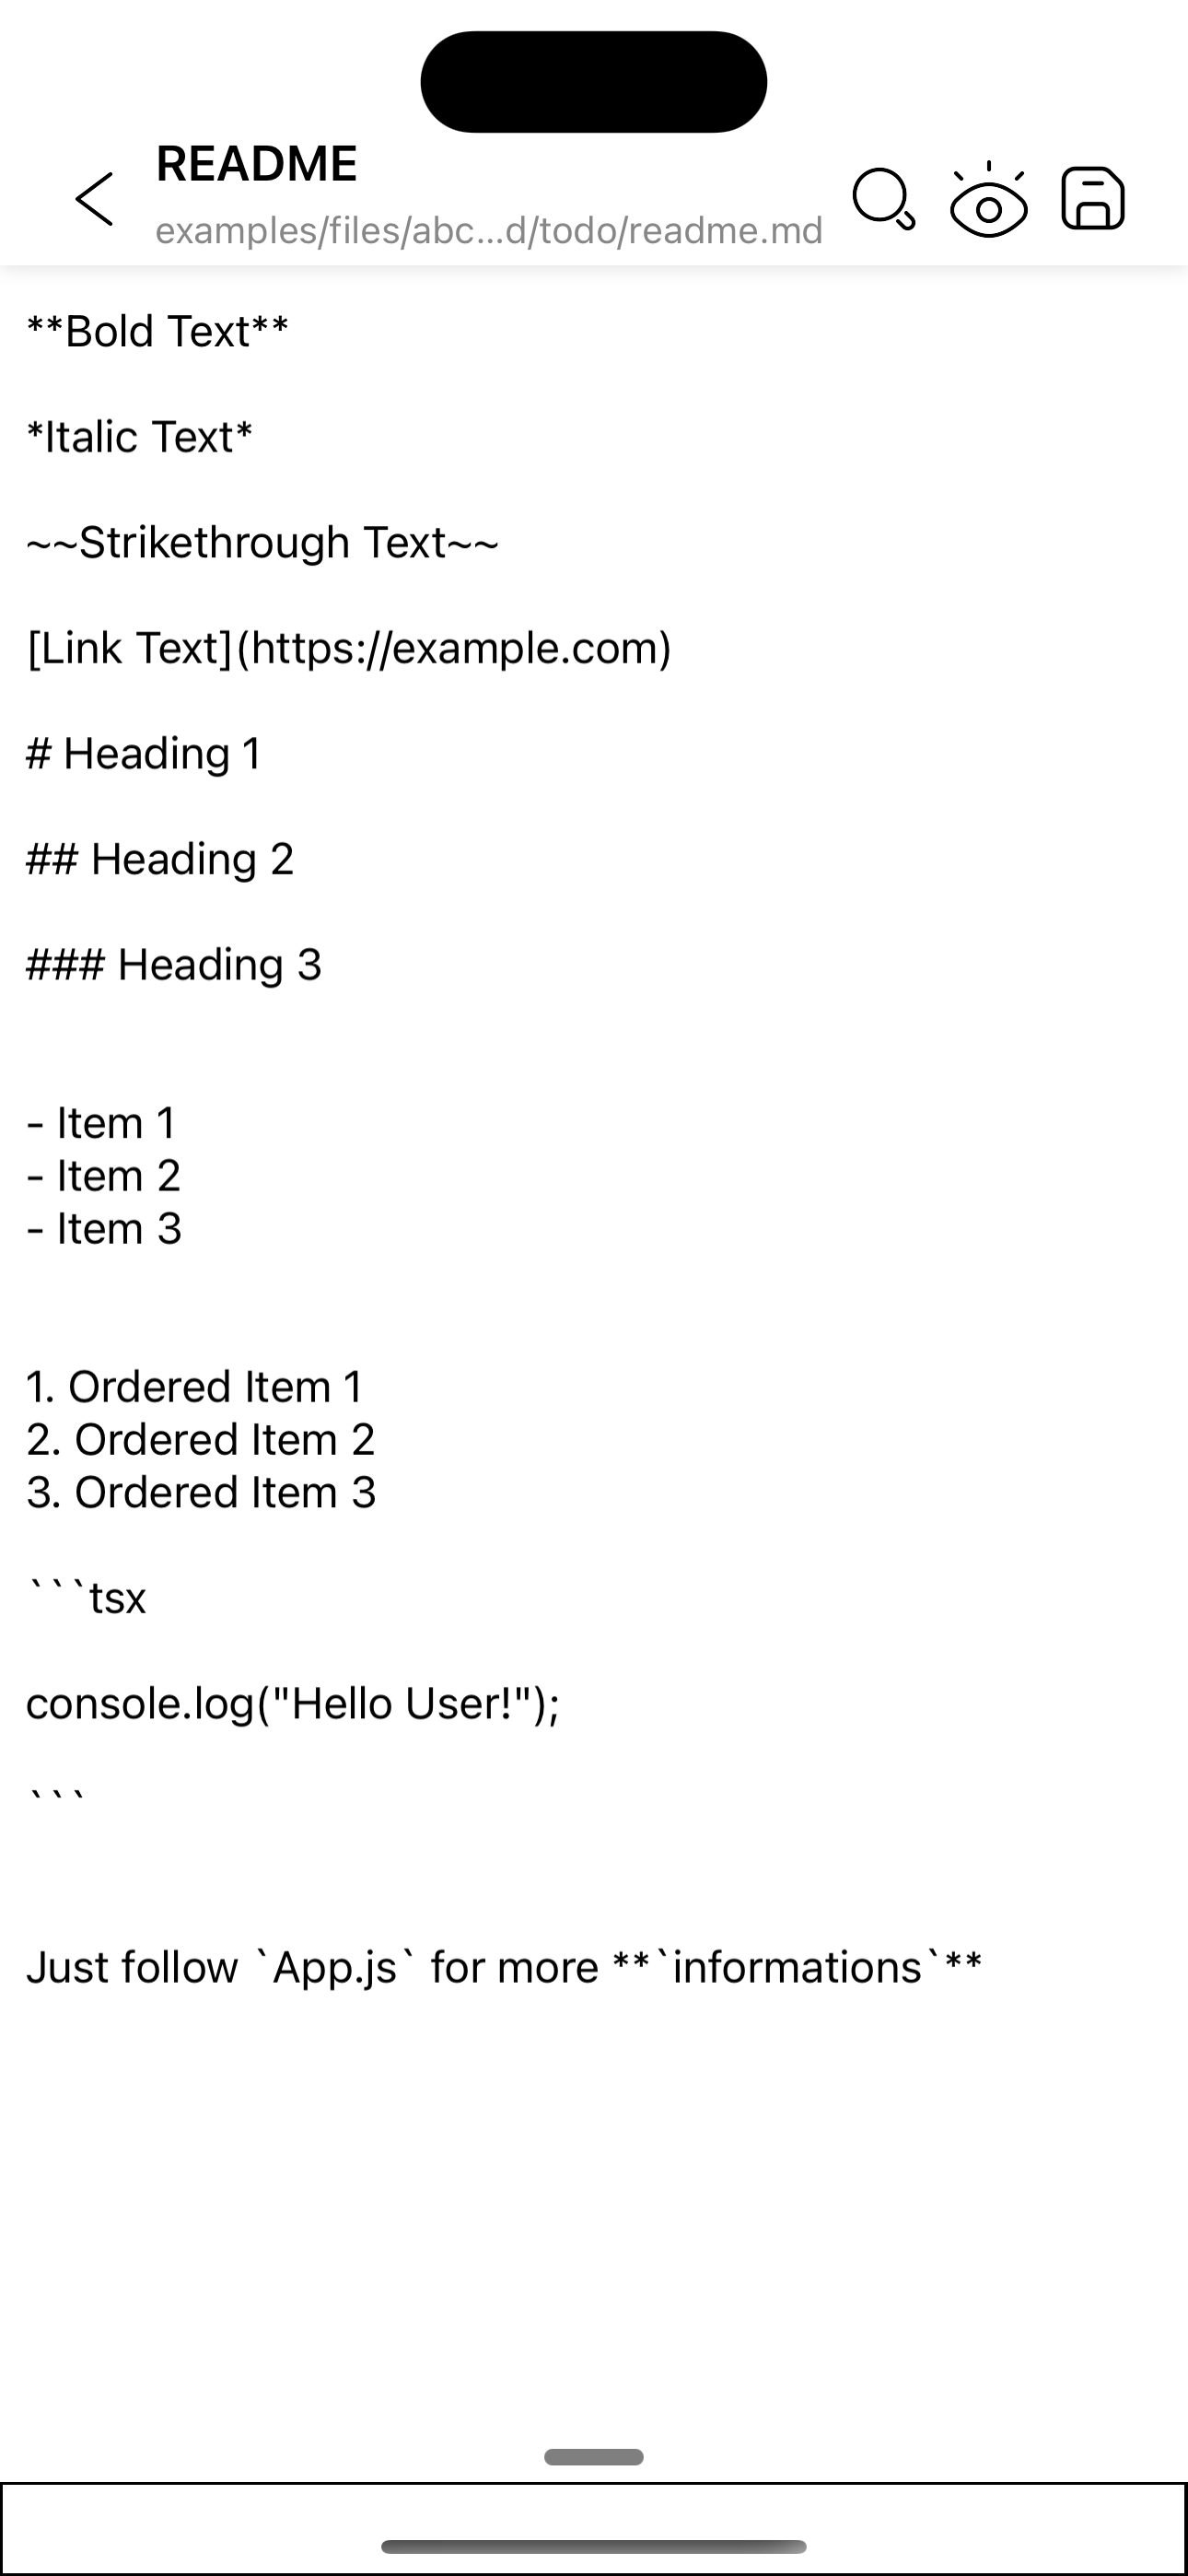 README
examples/files/abc...d/todo/readme.md
**Bold Text**
*Italic Text*
~~Strikethrough Text~~
[Link Text](https://example.com)
# Heading 1
## Heading 2
### Heading 3
- Item 1
- Item 2
- Item 3
1. Ordered Item 1
2. Ordered Item 2
3. Ordered Item 3
```tsx
console.log("Hello User!");
```
Just follow `App.js` for more **`informations`**